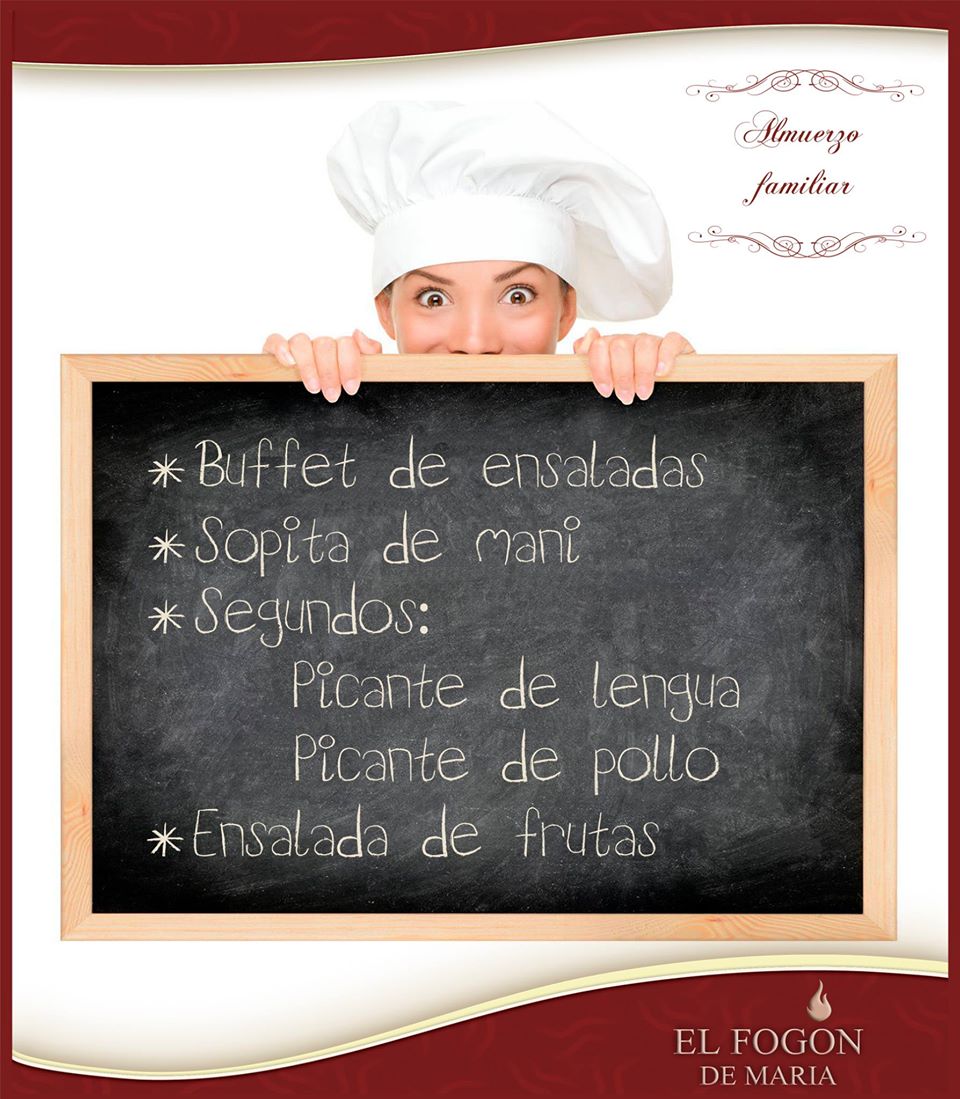 Almuerzo
familiar
* Buffet de ensaladas
* Sopita de mani
* Segundos:
Picante de lengua
Picante de pollo
* Ensalada de frutas
EL FOGON
DE MARIA